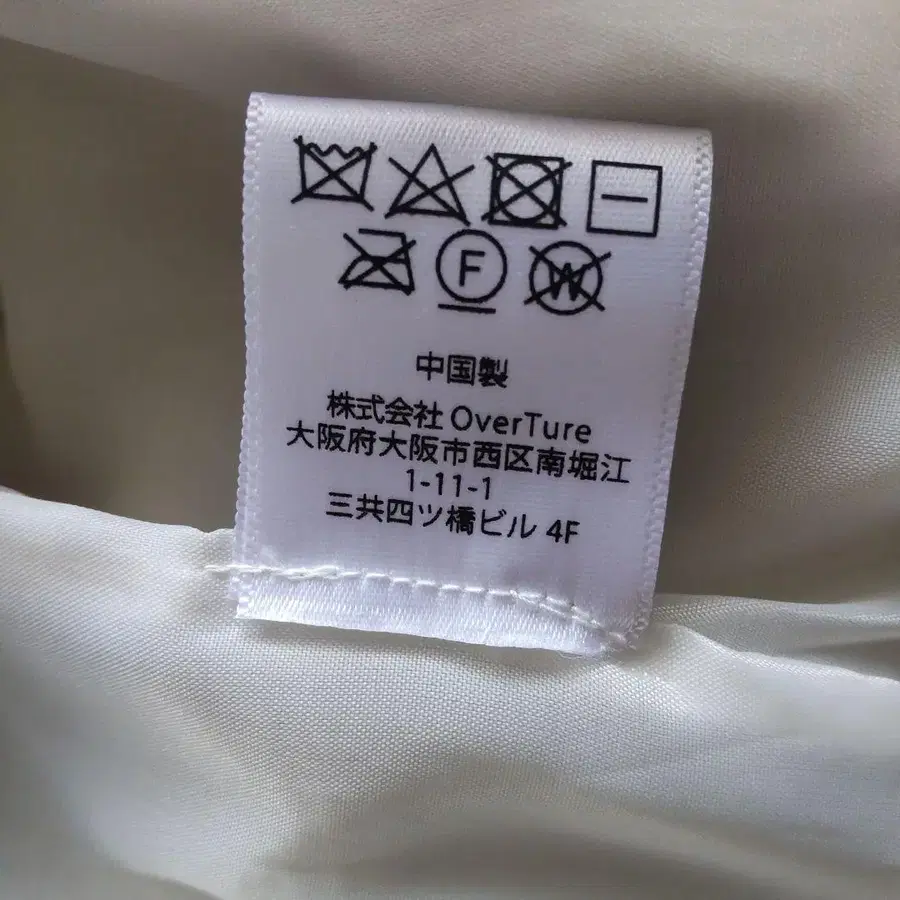 F
W
中国製
株式会社 OverTure
大阪府大阪市西区南堀江
1-11-1
三共四ツ橋ビル 4F